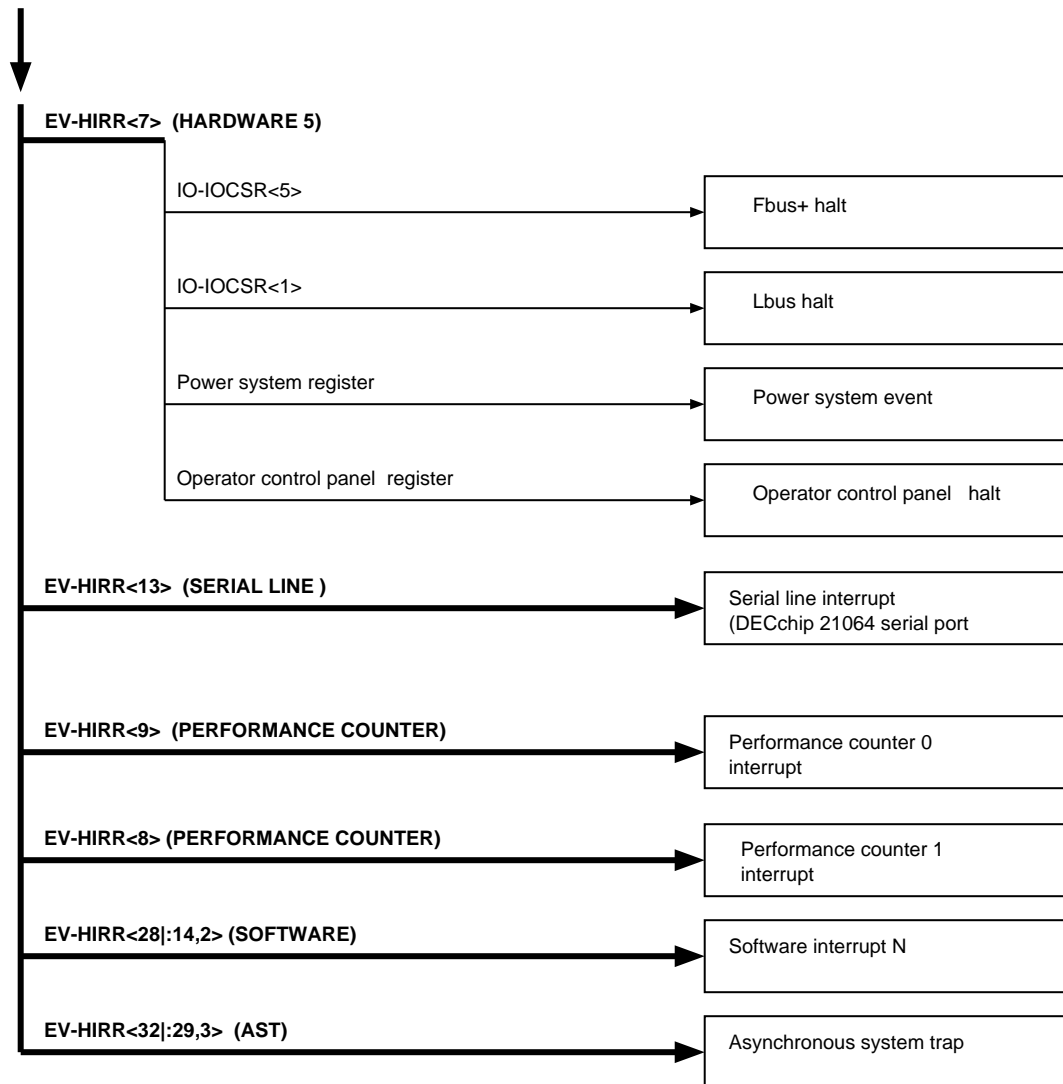 EV-HIRR<7> (HARDWARE 5)
IO-IOCSR<5>
Fbus+ halt
IO-IOCSR<1>
Lbus halt
Power system register
Power system event
Operator control panel register
Operator control panel halt
EV-HIRR<13> (SERIAL LINE )
Serial line interrupt
(DECchip 21064 serial port
EV-HIRR<9> (PERFORMANCE COUNTER)
Performance counter 0
interrupt
EV-HIRR<8> (PERFORMANCE COUNTER)
Performance counter 1
interrupt
EV-HIRR<28|:14,2> (SOFTWARE)
Software interrupt N
EV-HIRR<32|:29,3> (AST)
Asynchronous system trap